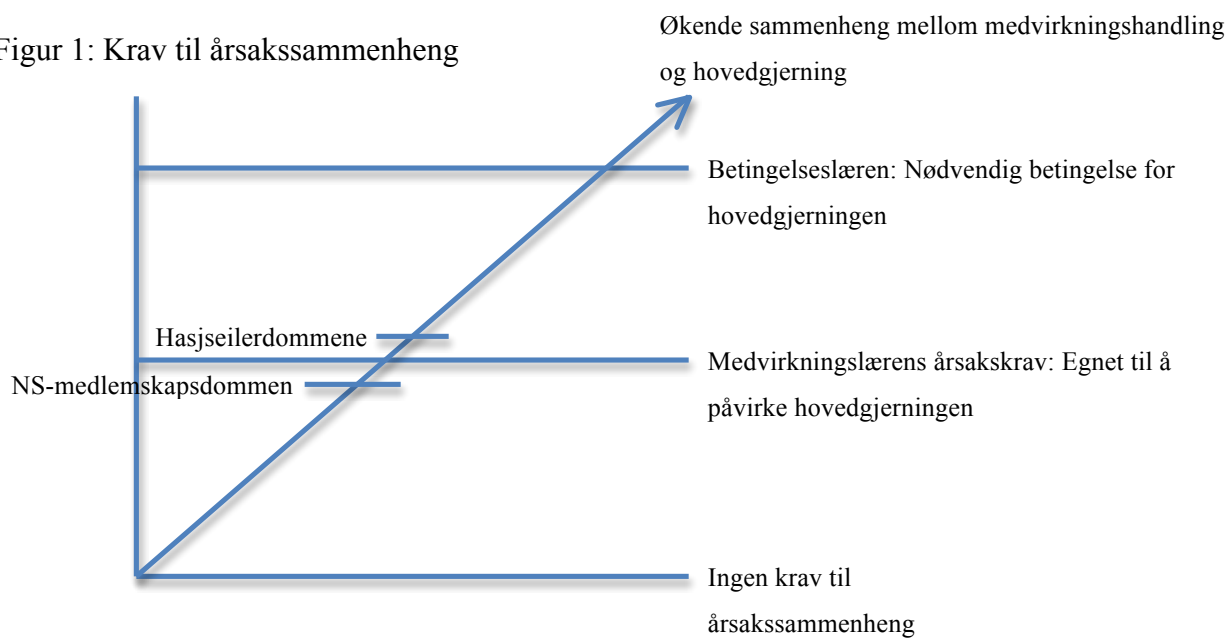 Økende sammenheng mellom medvirkningshandling
og hovedgjerning
Figur 1: Krav til årsakssammenheng
Betingelseslæren: Nødvendig betingelse for
hovedgjerningen
Hasjseilerdommene
Medvirkningslærens årsakskrav: Egnet til å
påvirke hovedgjerningen
NS-medlemskapsdommen
Ingen krav til
årsakssammenheng